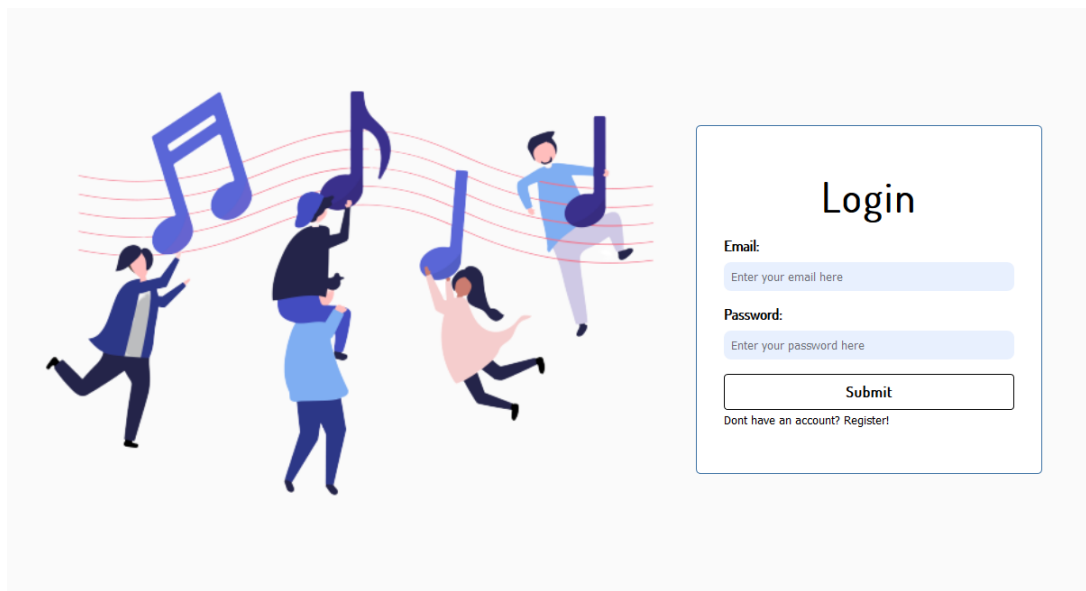 Login
Email:
Enter your email here
Password:
Enter your password here
Submit
Dont have an account? Register!